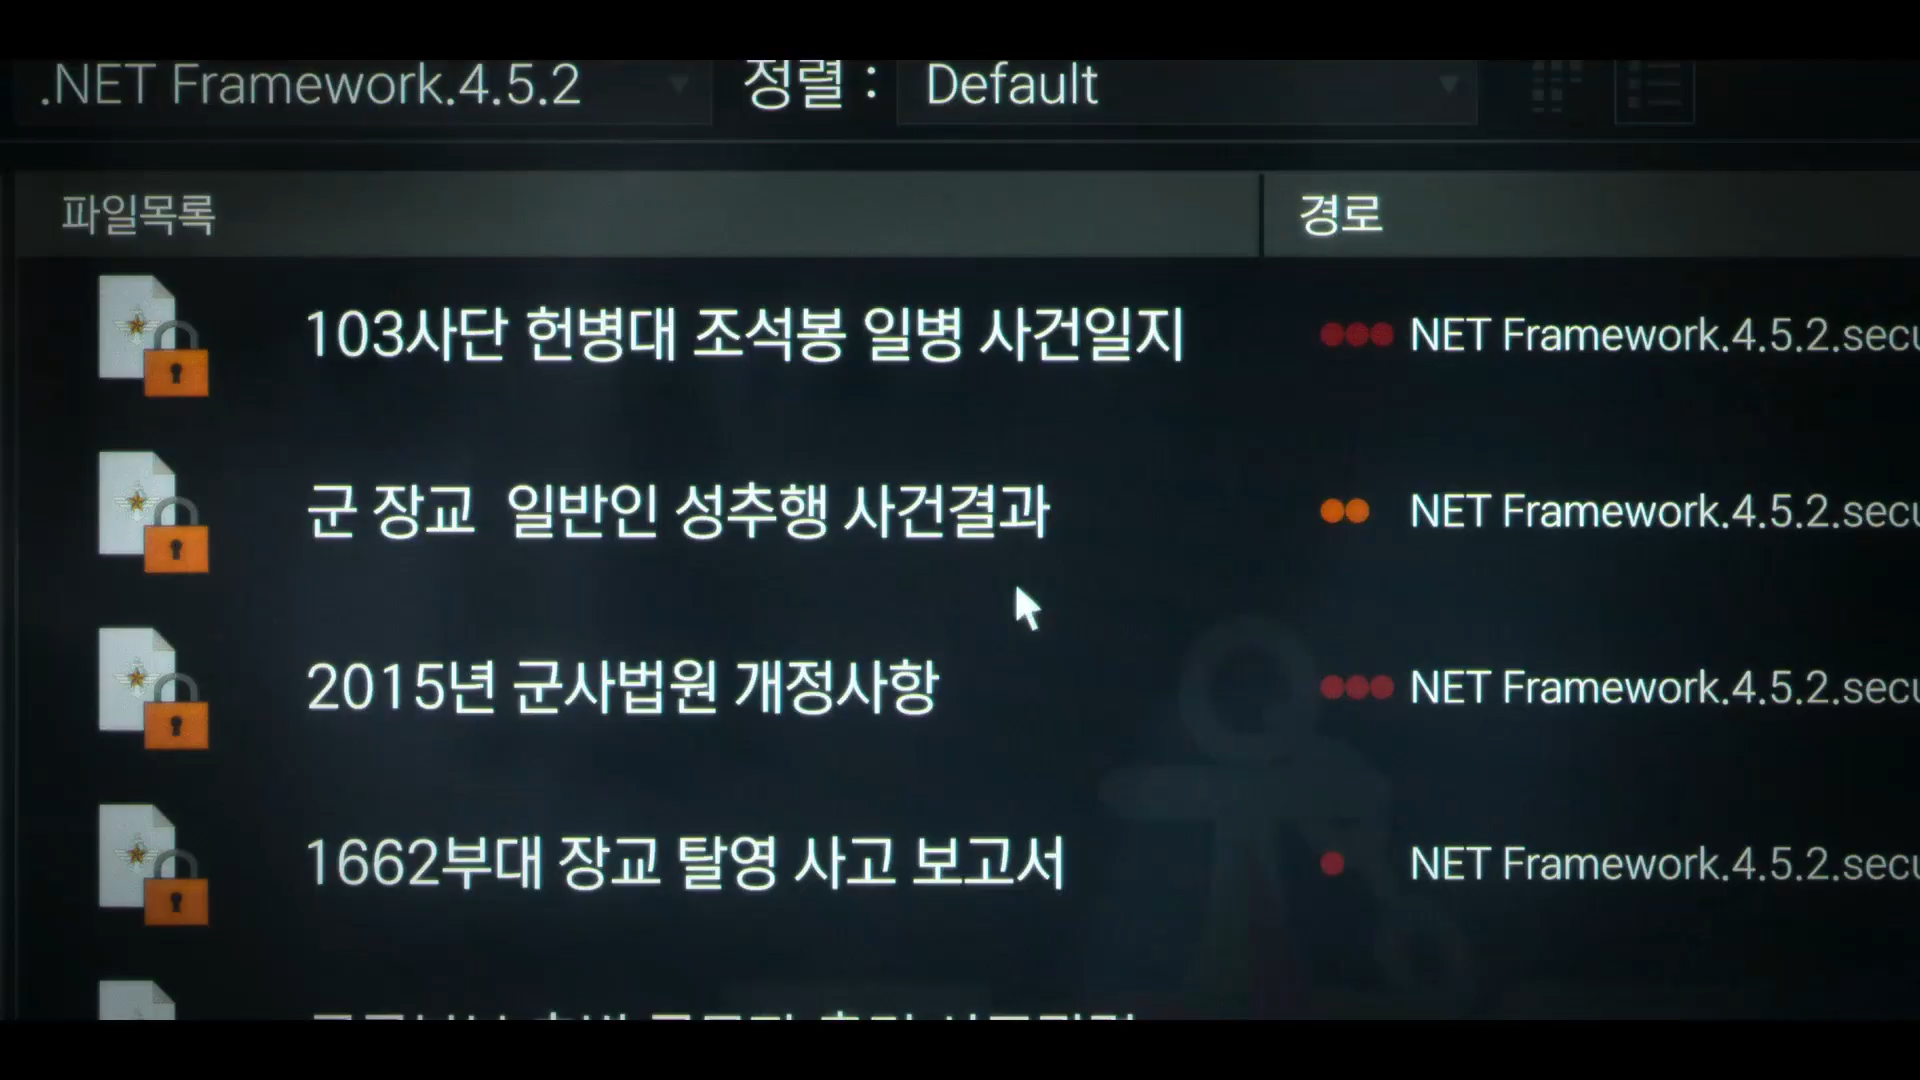 .NET Framework.4.5.2
정렬 : Default
파일목록
경로
103사단 헌병대 조석봉 일병 사건일지
NET Framework.4.5.2.secu
군 장교 일반인 성추행 사건결과
NET Framework.4.5.2.secu
2015년 군사법원 개정사항
NET Framework.4.5.2.secu
1662부대 장교 탈영 사고 보고서
NET Framework.4.5.2.secu